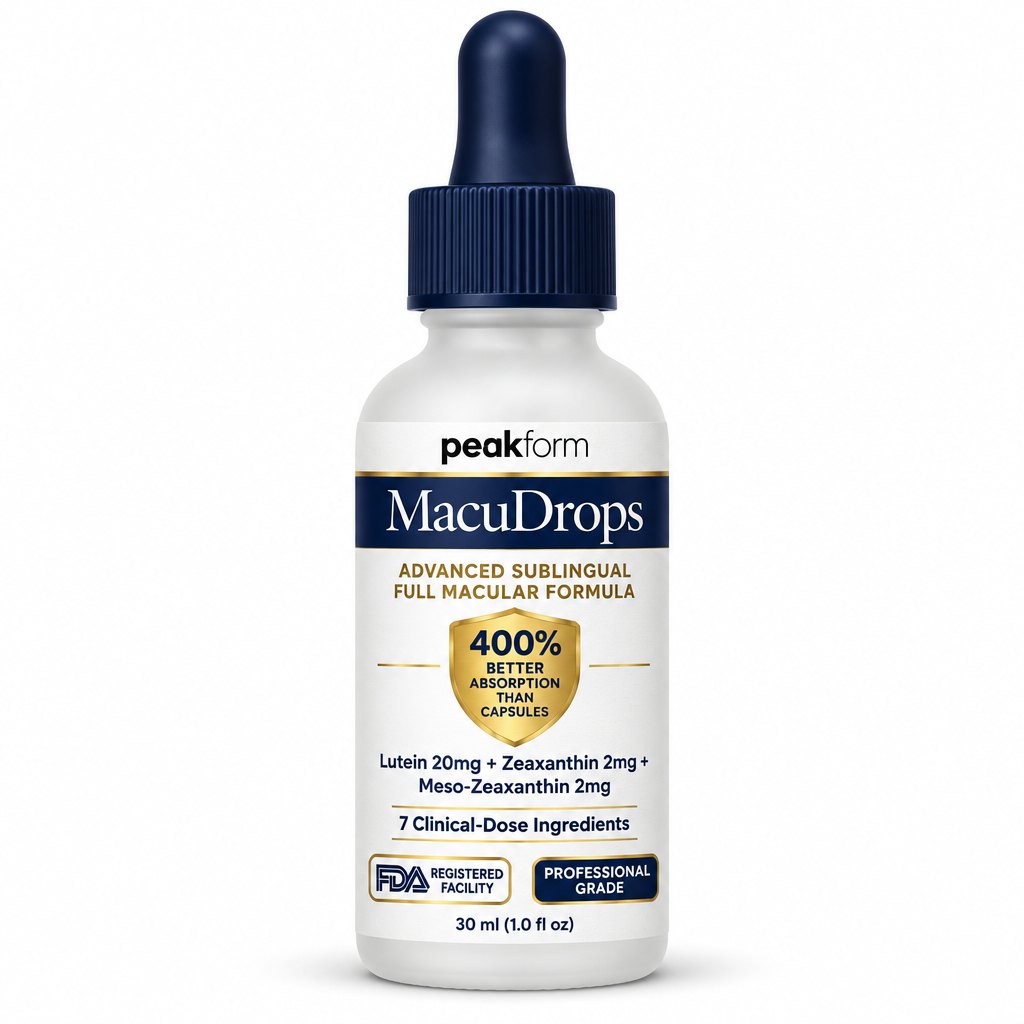 peakform
MacuDrops
ADVANCED SUBLINGUAL
FULL MACULAR FORMULA
400%
BETTER
ABSORPTION
THAN
CAPSULES
Lutein 20mg + Zeaxanthin 2mg +
Meso-Zeaxanthin 2mg
7 Clinical-Dose Ingredients
FDA REGISTERED
FACILITY
PROFESSIONAL
GRADE
30 ml (1.0 fl oz)